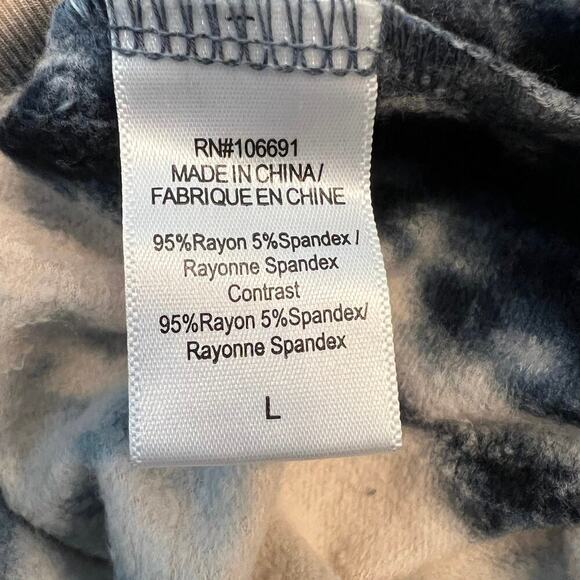 RN#106691
MADE IN CHINA/
FABRIQUE EN CHINE
95%Rayon 5%Spandex /
Rayonne Spandex
Contrast
95%Rayon 5%Spandex/
Rayonne Spandex
L